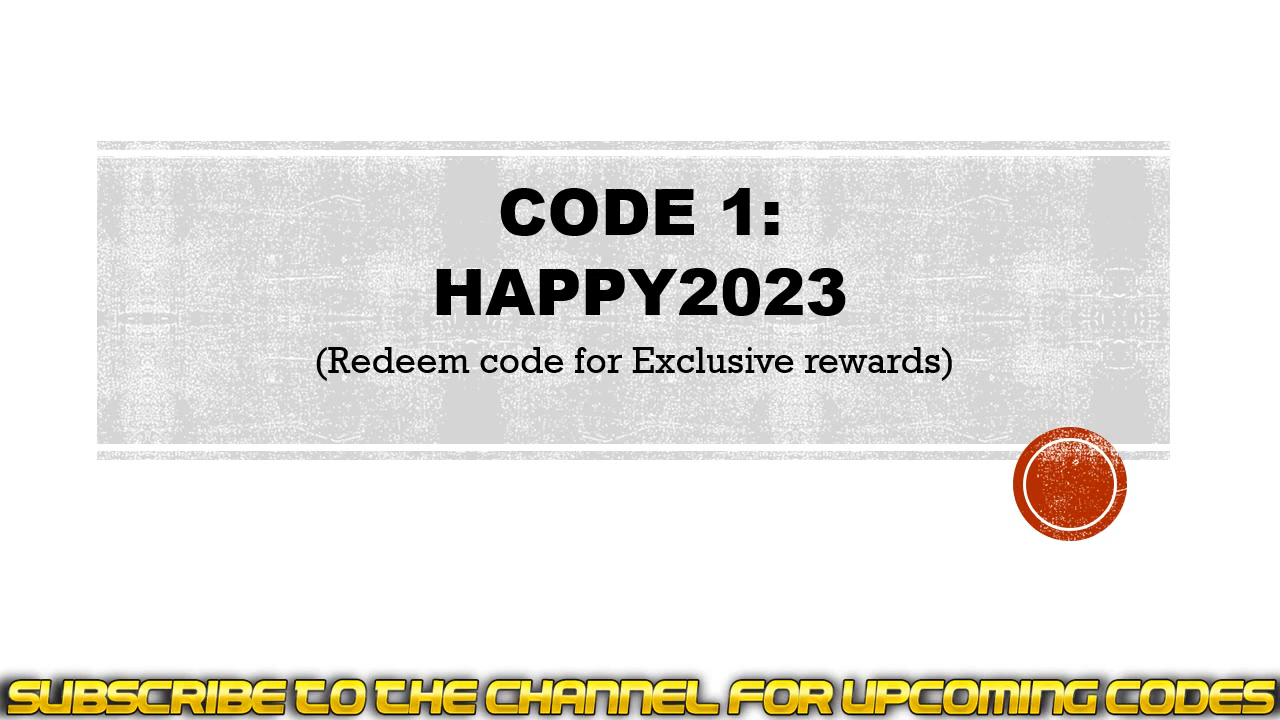 CODE 1:
HAPPY2023
(Redeem code for Exclusive rewards)
SUBSCRIBE TO THE CHANNEL FOR UPCOMING CODES